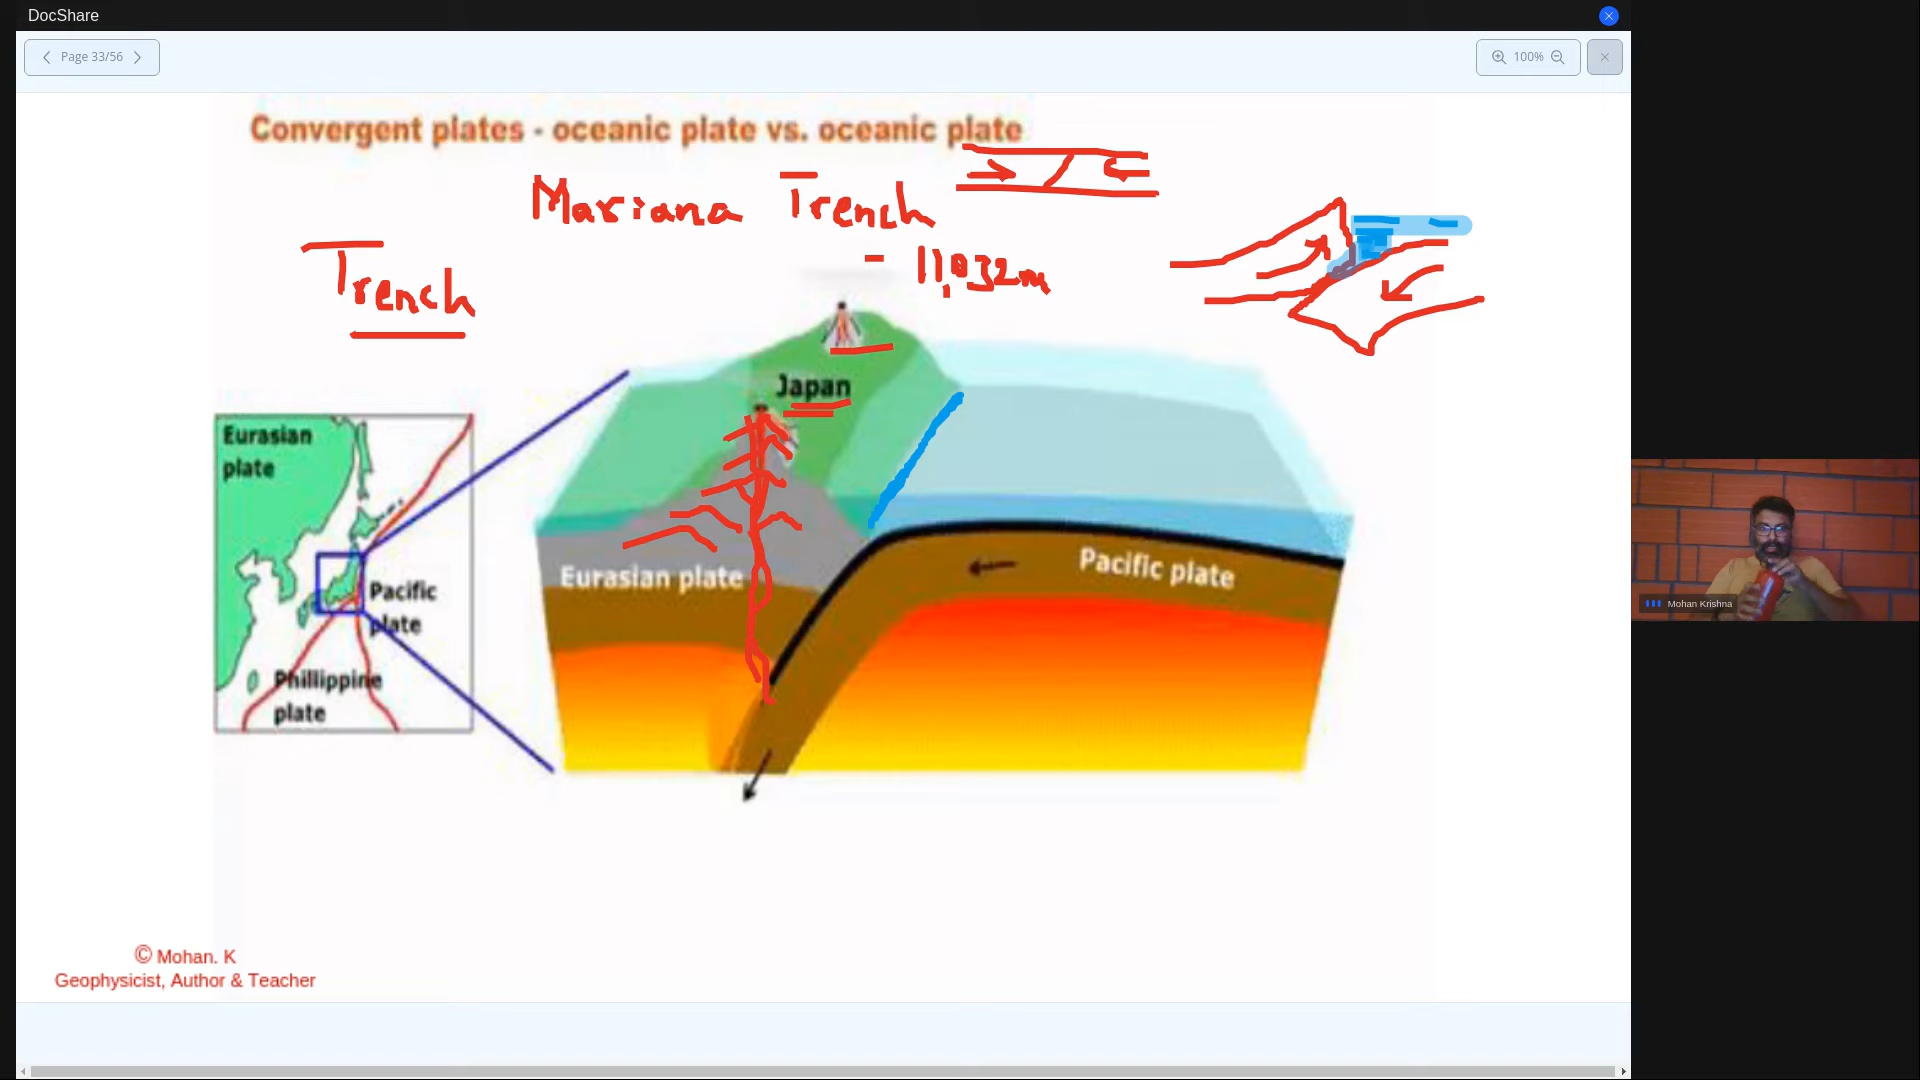 DocShare
Page 33/56
100%
Convergent plates - oceanic plate vs. oceanic plate
Mariana Trench
- 11,032m
Trench
Japan
Eurasian
plate
Pacific
plate
Phillippine
plate
Eurasian plate
Pacific plate
Mohan Krishna
© Mohan. K
Geophysicist, Author & Teacher